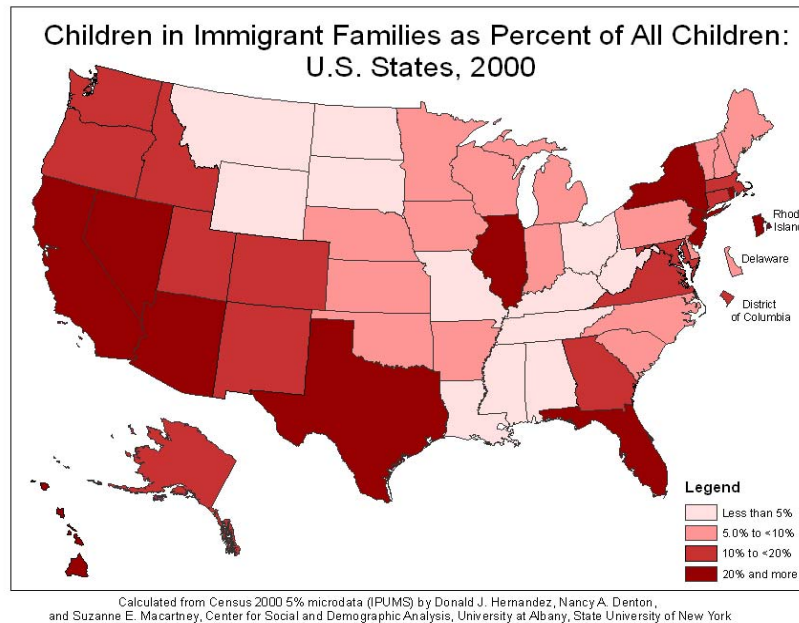 Children in Immigrant Families as Percent of All Children:
U.S. States, 2000
Rhode
Island
Delaware
District
of Columbia
Legend
Less than 5%
5.0% to <10%
10% to <20%
20% and more
Calculated from Census 2000 5% microdata (IPUMS) by Donald J. Hernandez, Nancy A. Denton,
and Suzanne E. Macartney, Center for Social and Demographic Analysis, University at Albany, State University of New York